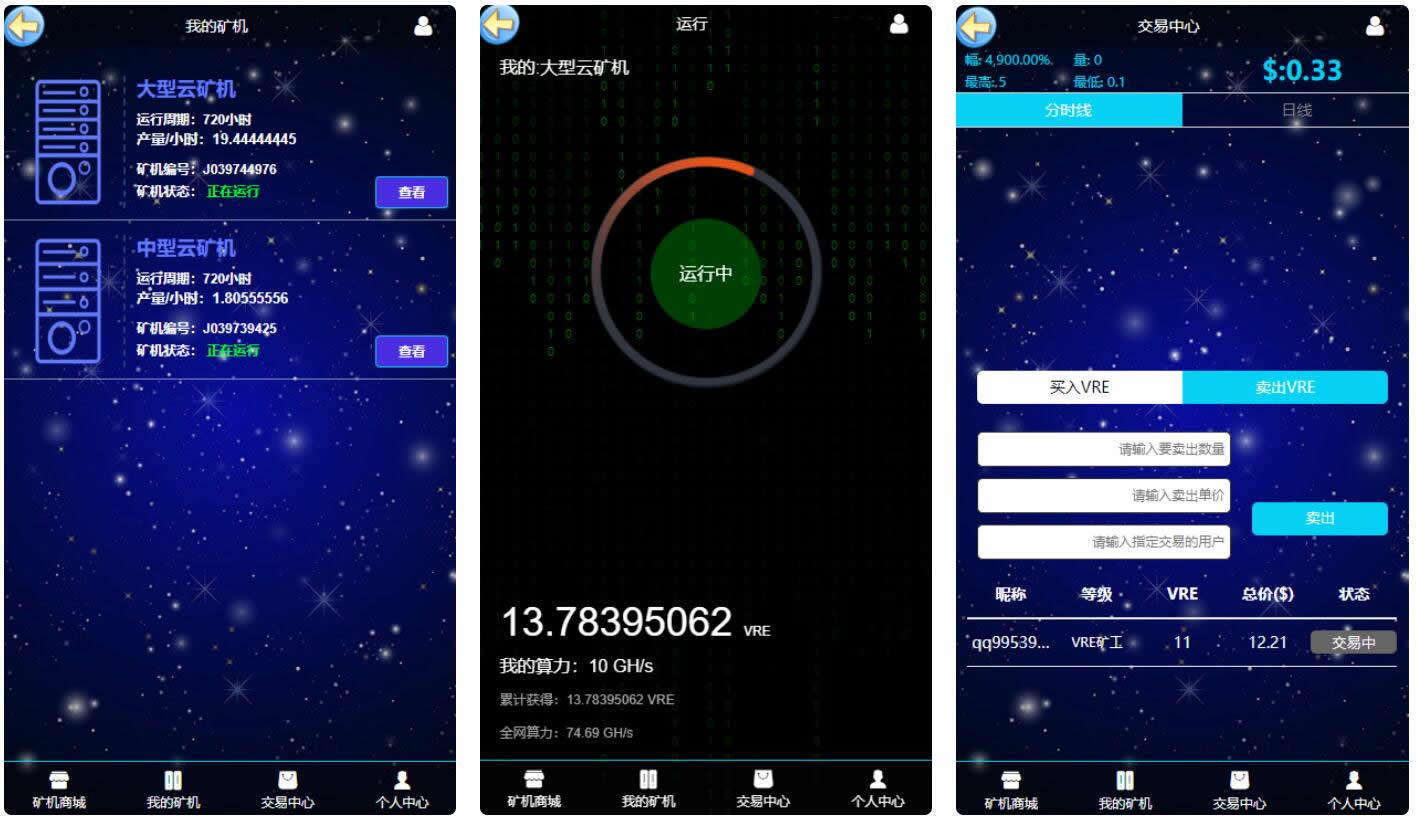 我的矿机
大型云矿机
运行周期：720小时
产量/小时：19.44444445
矿机编号：J039744976
矿机状态： 正在运行
查看
中型云矿机
运行周期：720小时
产量/小时：1.80555556
矿机编号：J039739425
矿机状态： 正在运行
查看
矿机商城 我的矿机 交易中心 个人中心
运行
我的:大型云矿机
运行中
13.78395062 VRE
我的算力：10 GH/s
累计获得：13.78395062 VRE
全网算力：74.69 GH/s
矿机商城 我的矿机 交易中心 个人中心
交易中心
幅: 4,900.00%. 量: 0
最高: 5 最低: 0.1
$:0.33
分时线 日线
买入VRE 卖出VRE
请输入要卖出数量
请输入卖出单价
请输入指定交易的用户
卖出
昵称 等级 VRE 总价($) 状态
qq99539... VRE矿工 11 12.21 交易中
矿机商城 我的矿机 交易中心 个人中心